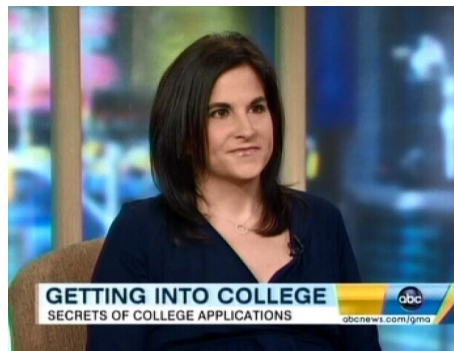 GETTING INTO COLLEGE
SECRETS OF COLLEGE APPLICATIONS
abc
abcnews.com/gma